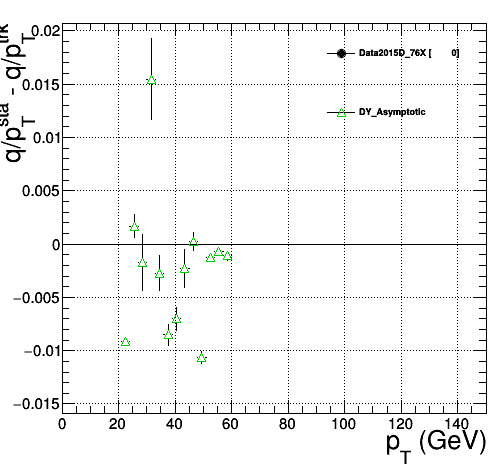 q/p_T^sta - q/p_T^trk
0.02
0.015
0.01
0.005
0
−0.005
−0.01
−0.015
0 20 40 60 80 100 120 140
p_T (GeV)
Data2015D_76X [ 0]
DY_Asymptotic